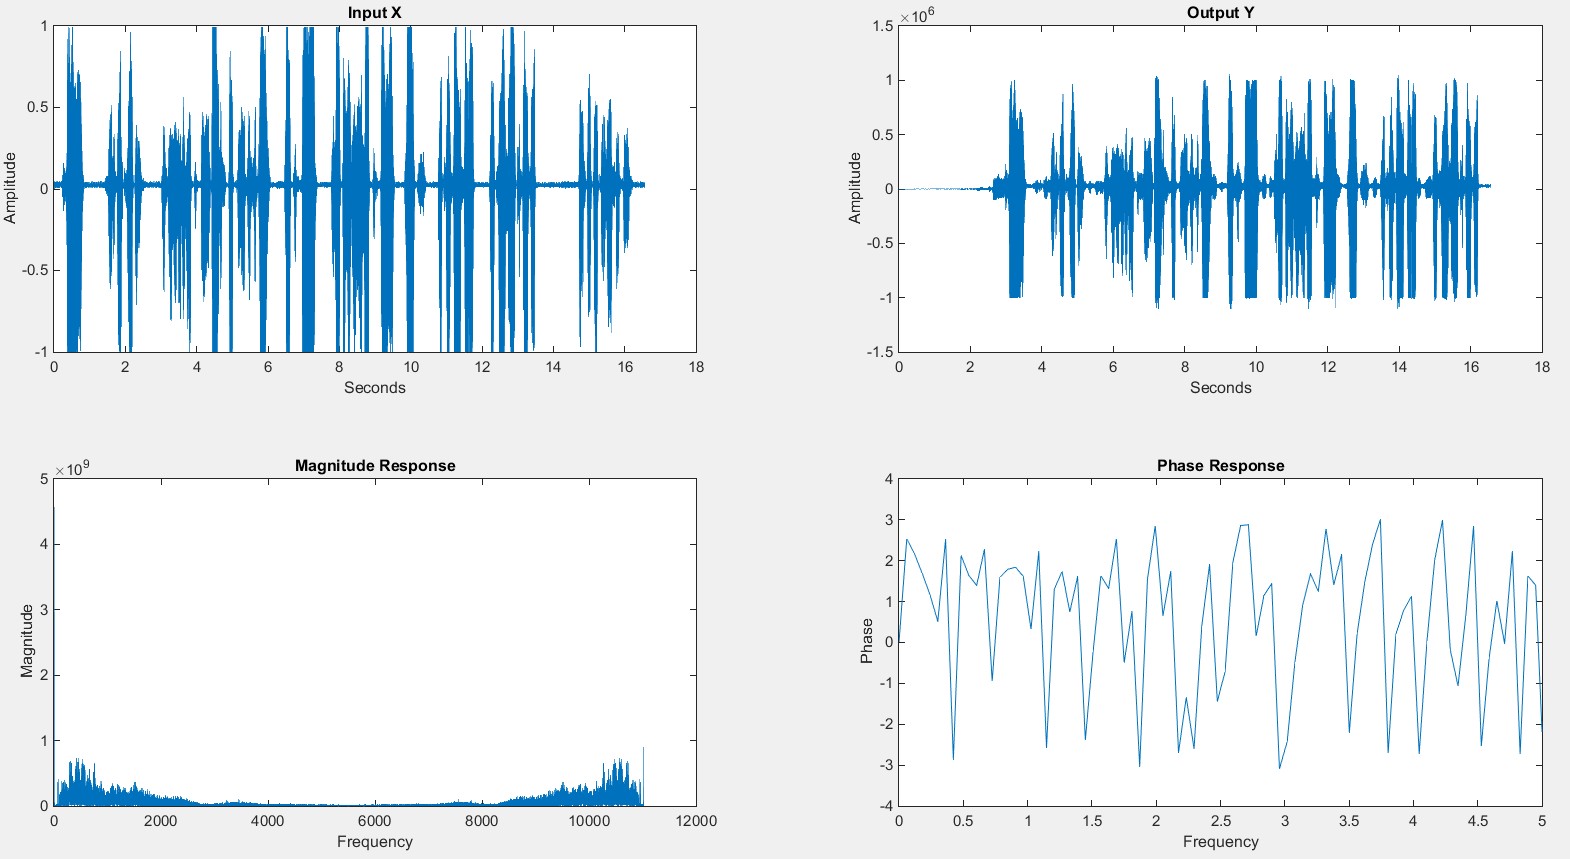 Input X
Amplitude
1
0.5
0
-0.5
-1
0 2 4 6 8 10 12 14 16 18
Seconds
Output Y
×10^6
Amplitude
1.5
1
0.5
0
-0.5
-1
-1.5
0 2 4 6 8 10 12 14 16 18
Seconds
Magnitude Response
×10^9
Magnitude
5
4
3
2
1
0
0 2000 4000 6000 8000 10000 12000
Frequency
Phase Response
Phase
4
3
2
1
0
-1
-2
-3
-4
0 0.5 1 1.5 2 2.5 3 3.5 4 4.5 5
Frequency